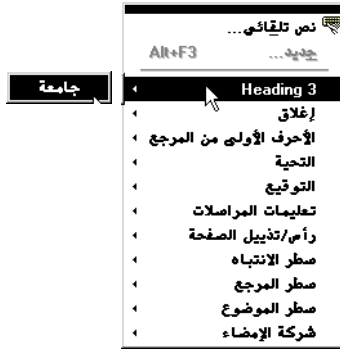 نص تلقائي...
جديد... Alt+F3
Heading 3
جامعة
إغلاق
الأحرف الأولى من المرجع
التحية
التوقيع
تعليمات المراسلات
رأس/تذييل الصفحة
سطر الانتباه
سطر المرجع
سطر الموضوع
شركة الإمضاء